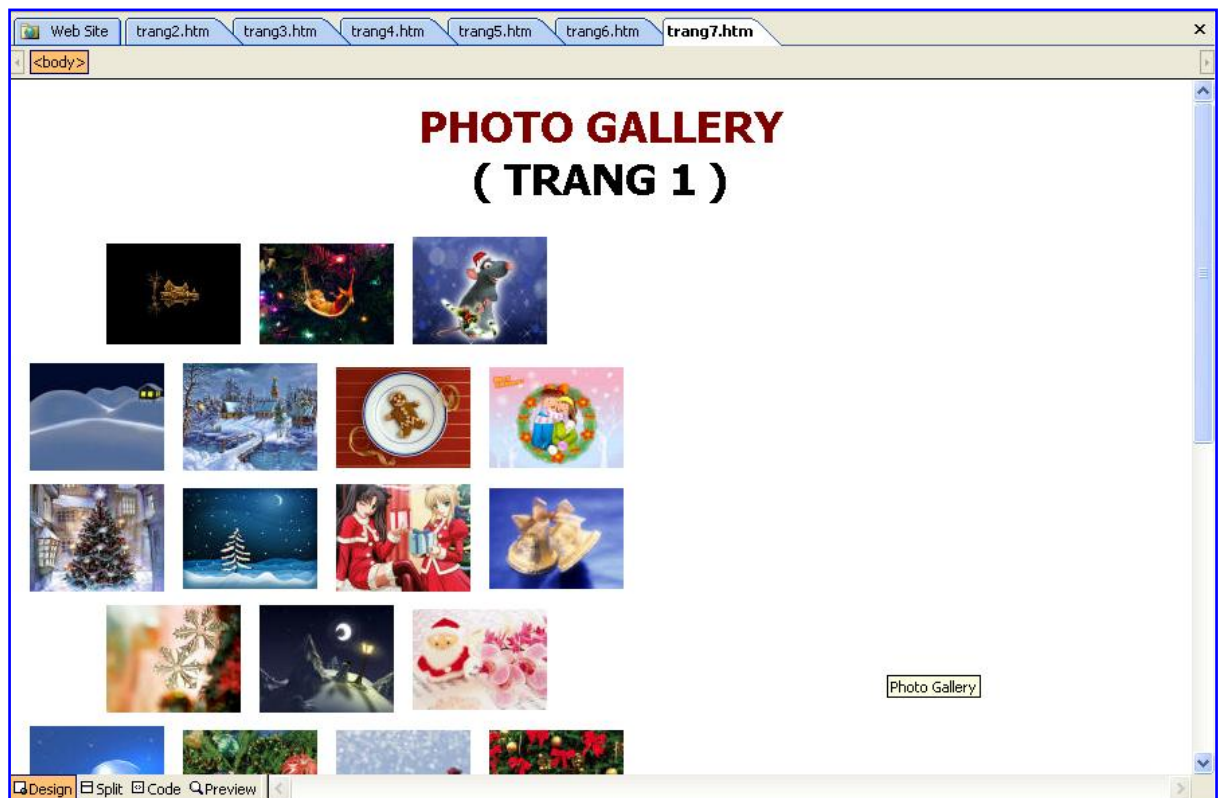 Web Site trang2.htm trang3.htm trang4.htm trang5.htm trang6.htm trang7.htm
<body>
PHOTO GALLERY
( TRANG 1 )
Photo Gallery
Design Split Code Preview